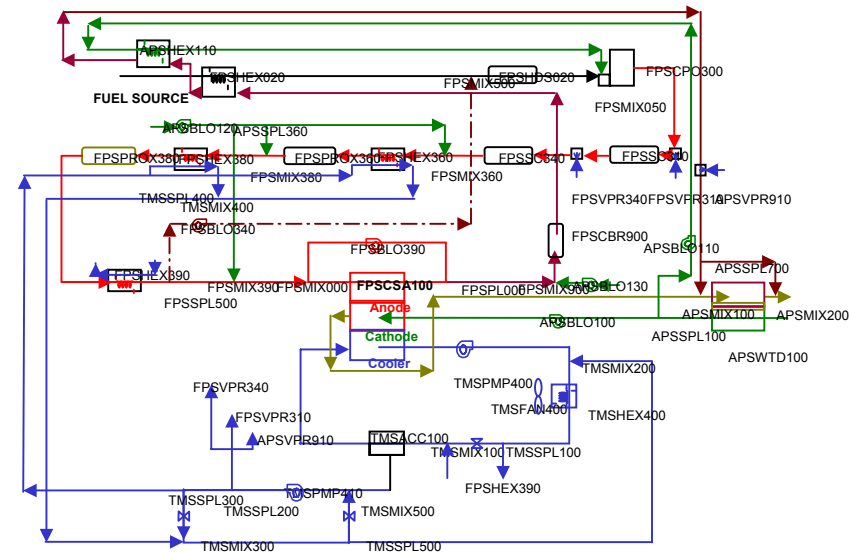 APSHEX110
FPSHEX020
FPSMIX500
FPSHDS020
FPSCPO300
FUEL SOURCE
FPSMIX050
APSBLO120
APSSPL360
FPSPROX380
FPSHEX380
FPSPROX360
FPSHEX360
FPSSC340
FPSSC310
FPSMIX380
FPSMIX360
TMSSPL400
TMSMIX400
FPSVPR340
FPSVPR310
APSVPR910
FPSBLO340
FPSCBR900
FPSBLO390
APSBLO110
APSSPL700
FPSHEX390
FPSSPL500
FPSMIX390
FPSMIX000
FPSCSA100
FPSPL000
FPSMIX900
APSBLO130
Anode
APSMIX100
APSMIX200
APSBLO100
APSSPL100
Cathode
APSWTD100
Cooler
TMSMIX200
TMSPMP400
TMSFAN400
TMSHEX400
FPSVPR340
FPSVPR310
APSVPR910
TMSACC100
TMSMIX100
TMSSPL100
FPSHEX390
TMSSPL300
TMSPMP410
TMSSPL200
TMSMIX500
TMSMIX300
TMSSPL500